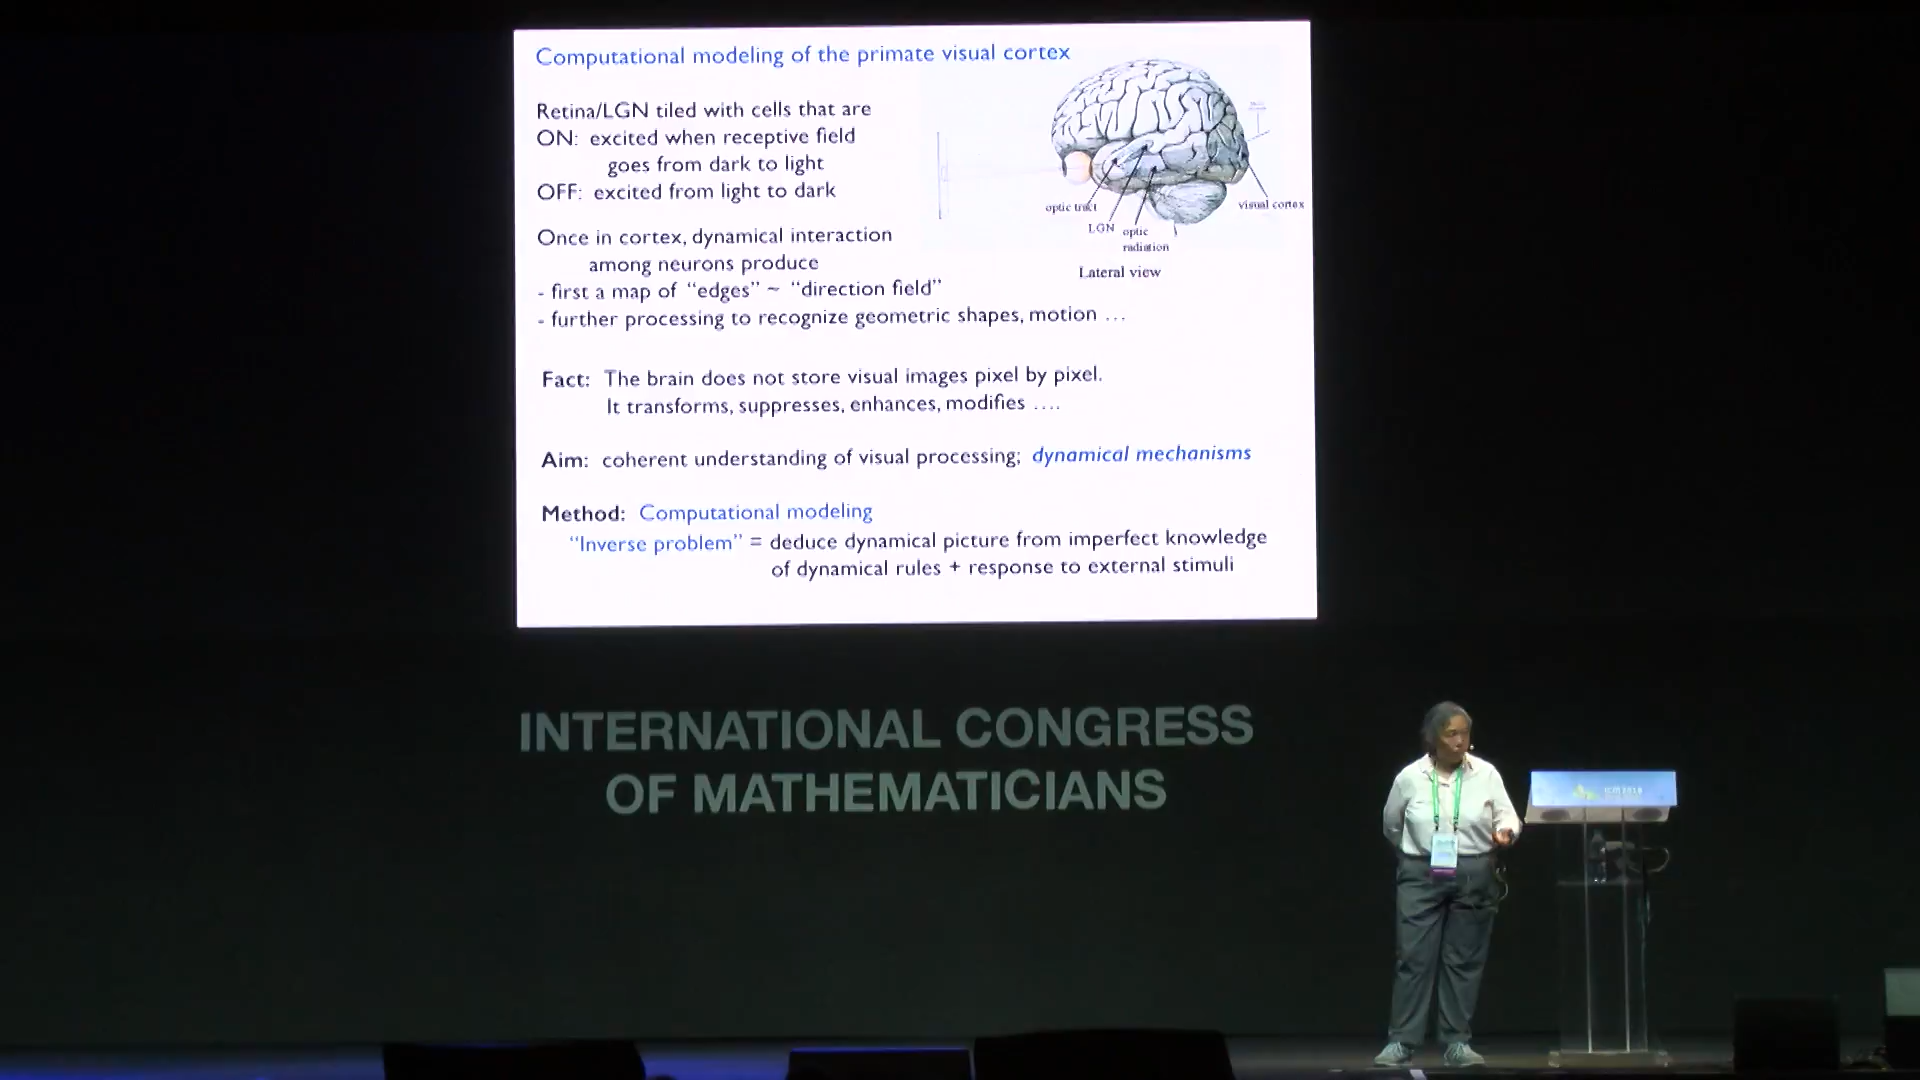 Computational modeling of the primate visual cortex
Retina/LGN tiled with cells that are
ON: excited when receptive field
goes from dark to light
OFF: excited from light to dark
Once in cortex, dynamical interaction
among neurons produce
- first a map of “edges” ~ “direction field”
- further processing to recognize geometric shapes, motion …
optic tract
LGN
optic
radiation
visual cortex
Lateral view
Fact: The brain does not store visual images pixel by pixel.
It transforms, suppresses, enhances, modifies ….
Aim: coherent understanding of visual processing; dynamical mechanisms
Method: Computational modeling
“Inverse problem” = deduce dynamical picture from imperfect knowledge
of dynamical rules + response to external stimuli
INTERNATIONAL CONGRESS
OF MATHEMATICIANS
ICM 2018